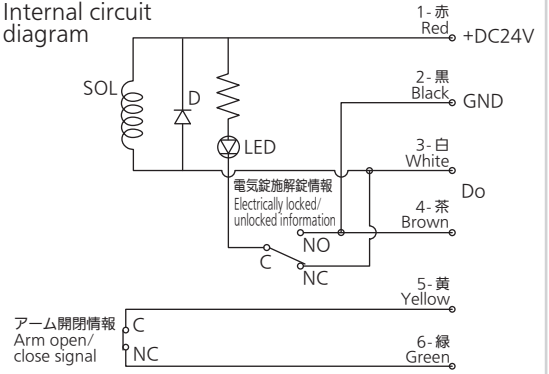 Internal circuit
diagram
1-赤
Red
+DC24V
2-黒
Black
GND
SOL
D
LED
3-白
White
Do
電気錠施解錠情報
Electrically locked/
unlocked information
4-茶
Brown
NO
C
NC
5-黄
Yellow
アーム開閉情報
Arm open/
close signal
C
NC
6-緑
Green